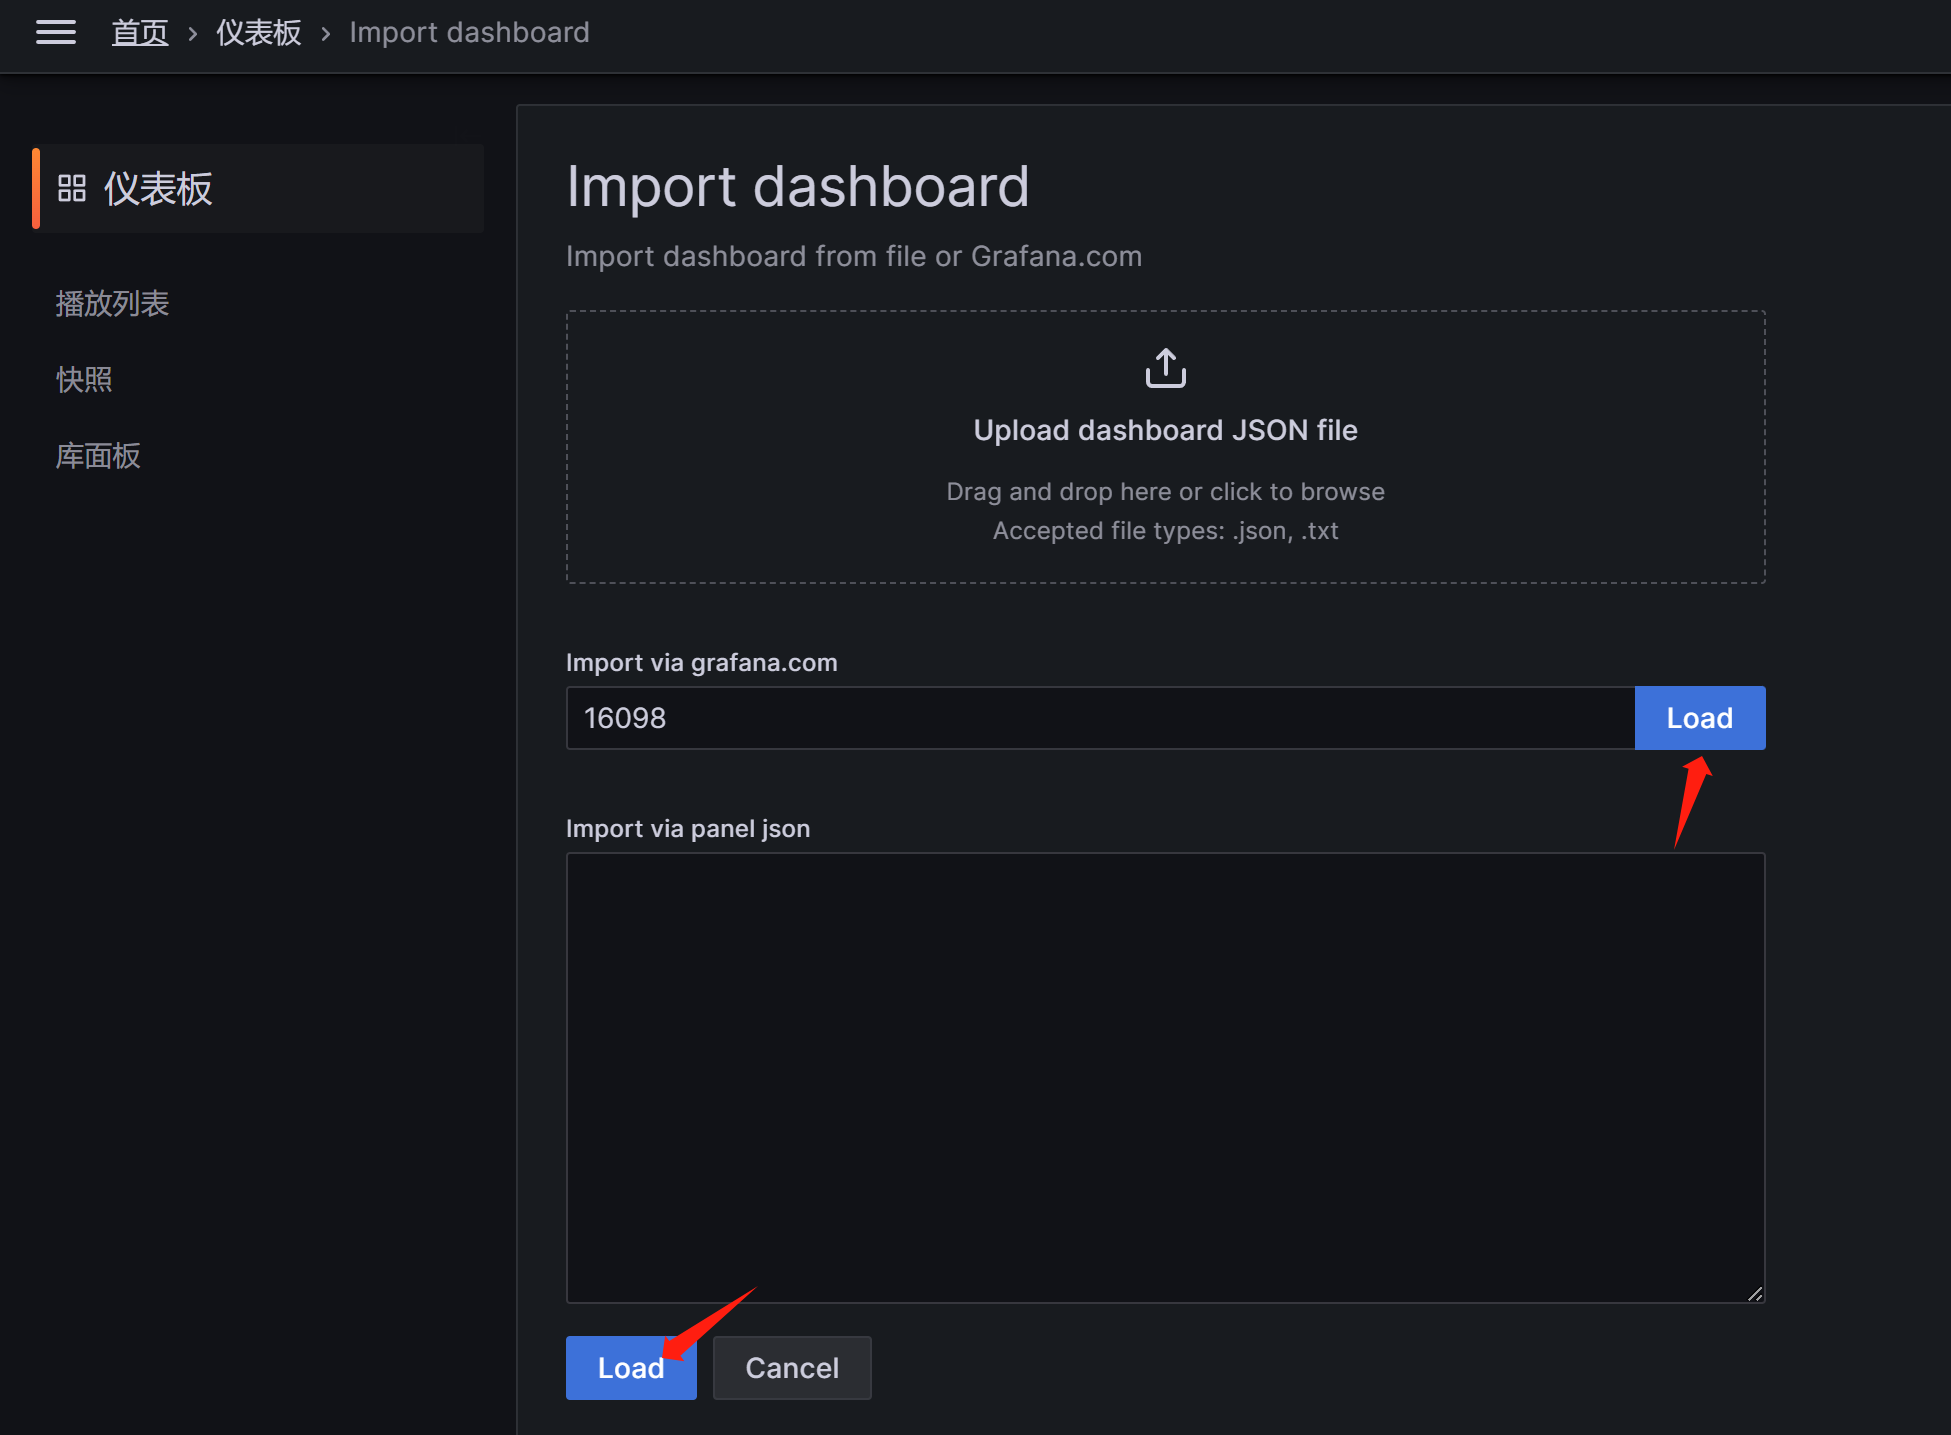 首页 › 仪表板 › Import dashboard
仪表板
播放列表
快照
库面板
Import dashboard
Import dashboard from file or Grafana.com
Upload dashboard JSON file
Drag and drop here or click to browse
Accepted file types: .json, .txt
Import via grafana.com
16098
Load
Import via panel json
Load
Cancel